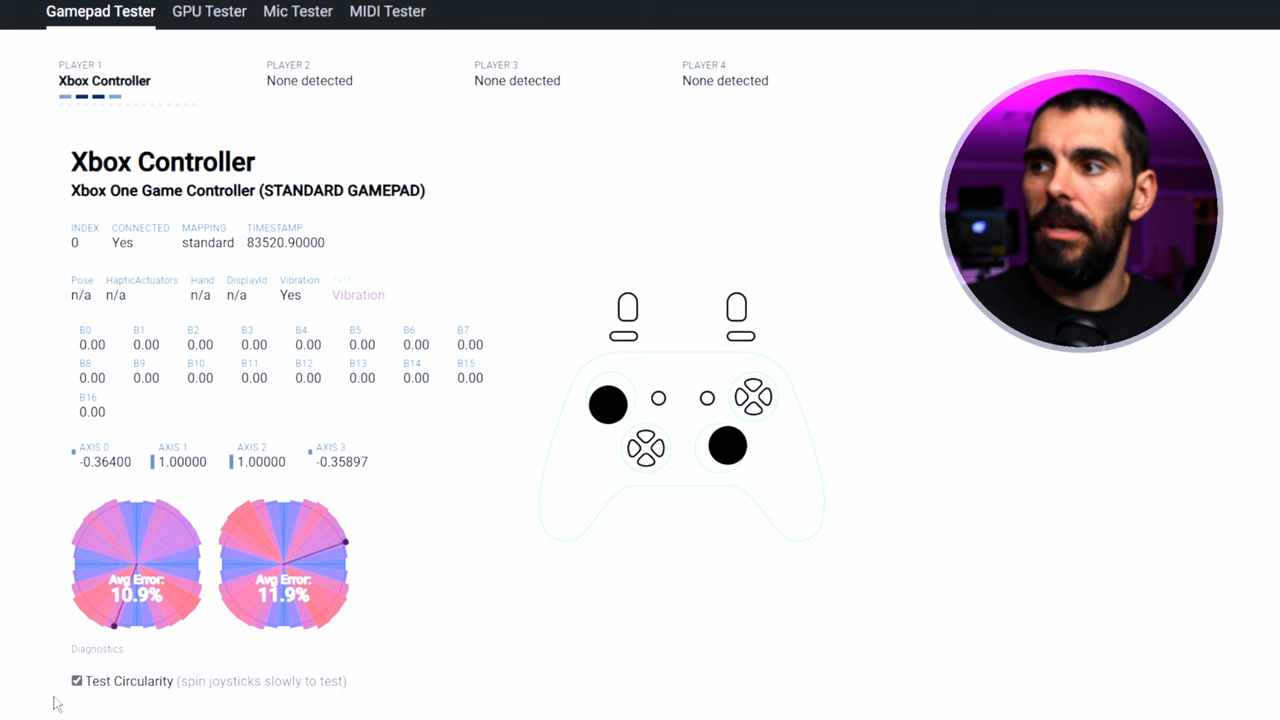 Gamepad Tester GPU Tester Mic Tester MIDI Tester
PLAYER 1 PLAYER 2 PLAYER 3 PLAYER 4
Xbox Controller None detected None detected None detected
Xbox Controller
Xbox One Game Controller (STANDARD GAMEPAD)
INDEX CONNECTED MAPPING TIMESTAMP
0 Yes standard 83520.90000
Pose HapticActuators Hand DisplayId Vibration
n/a n/a n/a n/a Yes Vibration
B0 B1 B2 B3 B4 B5 B6 B7
0.00 0.00 0.00 0.00 0.00 0.00 0.00 0.00
B8 B9 B10 B11 B12 B13 B14 B15
0.00 0.00 0.00 0.00 0.00 0.00 0.00 0.00
B16
0.00
AXIS 0 AXIS 1 AXIS 2 AXIS 3
-0.36400 1.00000 1.00000 -0.35897
Avg Error: Avg Error:
10.9% 11.9%
Diagnostics:
Test Circularity (spin joysticks slowly to test)